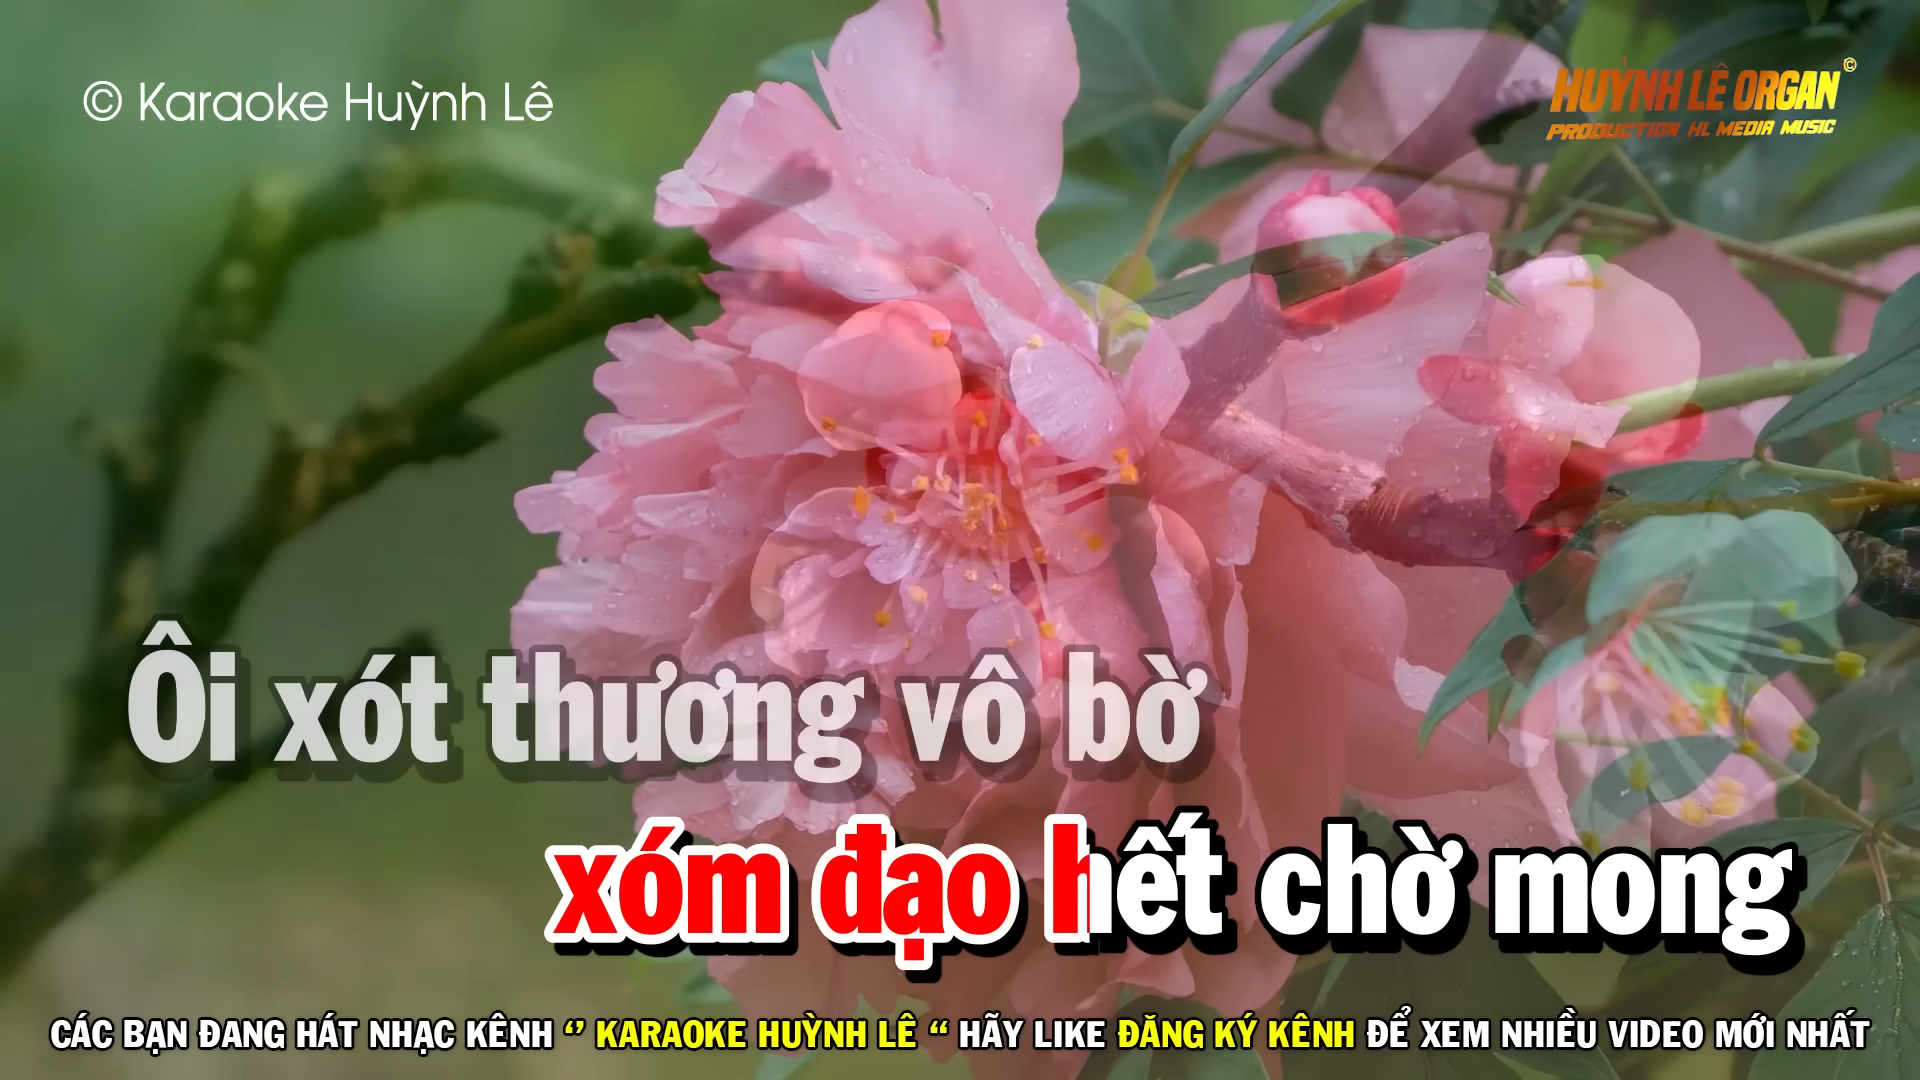 © Karaoke Huỳnh Lê
HUỲNH LÊ ORGAN ©
PRODUCTION HL MEDIA MUSIC
Ôi xót thương vô bờ
xóm đạo hết chờ mong
CÁC BẠN ĐANG HÁT NHẠC KÊNH ‘’ KARAOKE HUỲNH LÊ “ HÃY LIKE ĐĂNG KÝ KÊNH ĐỂ XEM NHIỀU VIDEO MỚI NHẤT